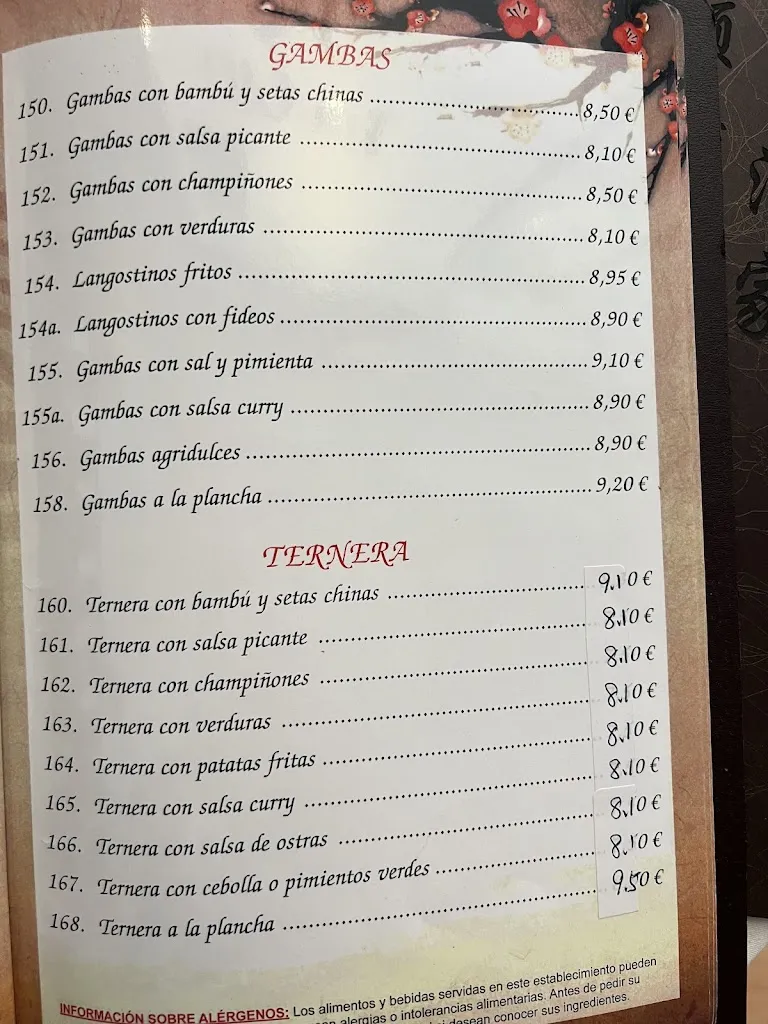 GAMBAS
150. Gambas con bambú y setas chinas ........ 8,50 €
151. Gambas con salsa picante ........ 8,10 €
152. Gambas con champiñones ........ 8,50 €
153. Gambas con verduras ........ 8,10 €
154. Langostinos fritos ........ 8,95 €
154a. Langostinos con fideos ........ 8,90 €
155. Gambas con sal y pimienta ........ 9,10 €
155a. Gambas con salsa curry ........ 8,90 €
156. Gambas agridulces ........ 8,90 €
158. Gambas a la plancha ........ 9,20 €
TERNERA
160. Ternera con bambú y setas chinas ........ 9,10 €
161. Ternera con salsa picante ........ 8,10 €
162. Ternera con champiñones ........ 8,10 €
163. Ternera con verduras ........ 8,10 €
164. Ternera con patatas fritas ........ 8,10 €
165. Ternera con salsa curry ........ 8,10 €
166. Ternera con salsa de ostras ........ 8,10 €
167. Ternera con cebolla o pimientos verdes ........ 8,10 €
168. Ternera a la plancha ........ 9,50 €
INFORMACIÓN SOBRE ALÉRGENOS: Los alimentos y bebidas servidas en este establecimiento pueden
alergias o intolerancias alimentarias. Antes de pedir su
desean conocer sus ingredientes.